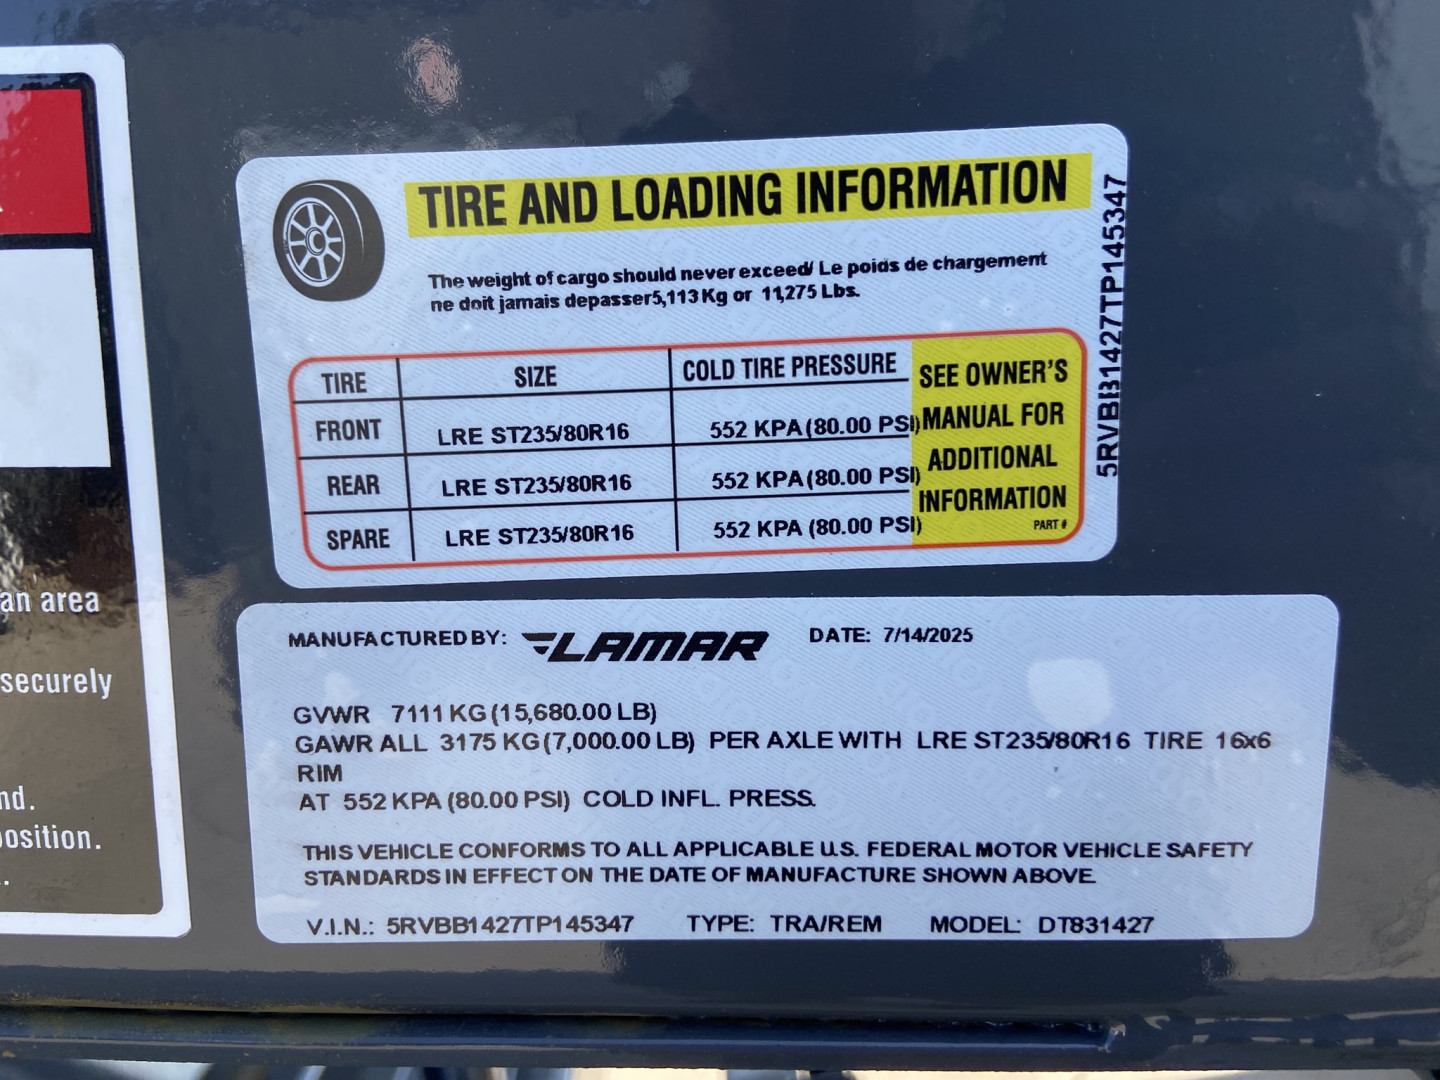 TIRE AND LOADING INFORMATION
The weight of cargo should never exceed/ Le poids de chargement
ne doit jamais depasser5,113 Kg or 11,275 Lbs.
TIRE SIZE COLD TIRE PRESSURE
FRONT LRE ST235/80R16 552 KPA (80.00 PSI)
REAR LRE ST235/80R16 552 KPA (80.00 PSI)
SPARE LRE ST235/80R16 552 KPA (80.00 PSI)
SEE OWNER'S
MANUAL FOR
ADDITIONAL
INFORMATION
PART #
5RVBB1427TP145347
MANUFACTURED BY: LAMAR DATE: 7/14/2025
GVWR 7111 KG (15,680.00 LB)
GAWR ALL 3175 KG (7,000.00 LB) PER AXLE WITH LRE ST235/80R16 TIRE 16x6
RIM
AT 552 KPA (80.00 PSI) COLD INFL. PRESS.
THIS VEHICLE CONFORMS TO ALL APPLICABLE U.S. FEDERAL MOTOR VEHICLE SAFETY
STANDARDS IN EFFECT ON THE DATE OF MANUFACTURE SHOWN ABOVE.
V.I.N.: 5RVBB1427TP145347 TYPE: TRA/REM MODEL: DT831427
an area
securely